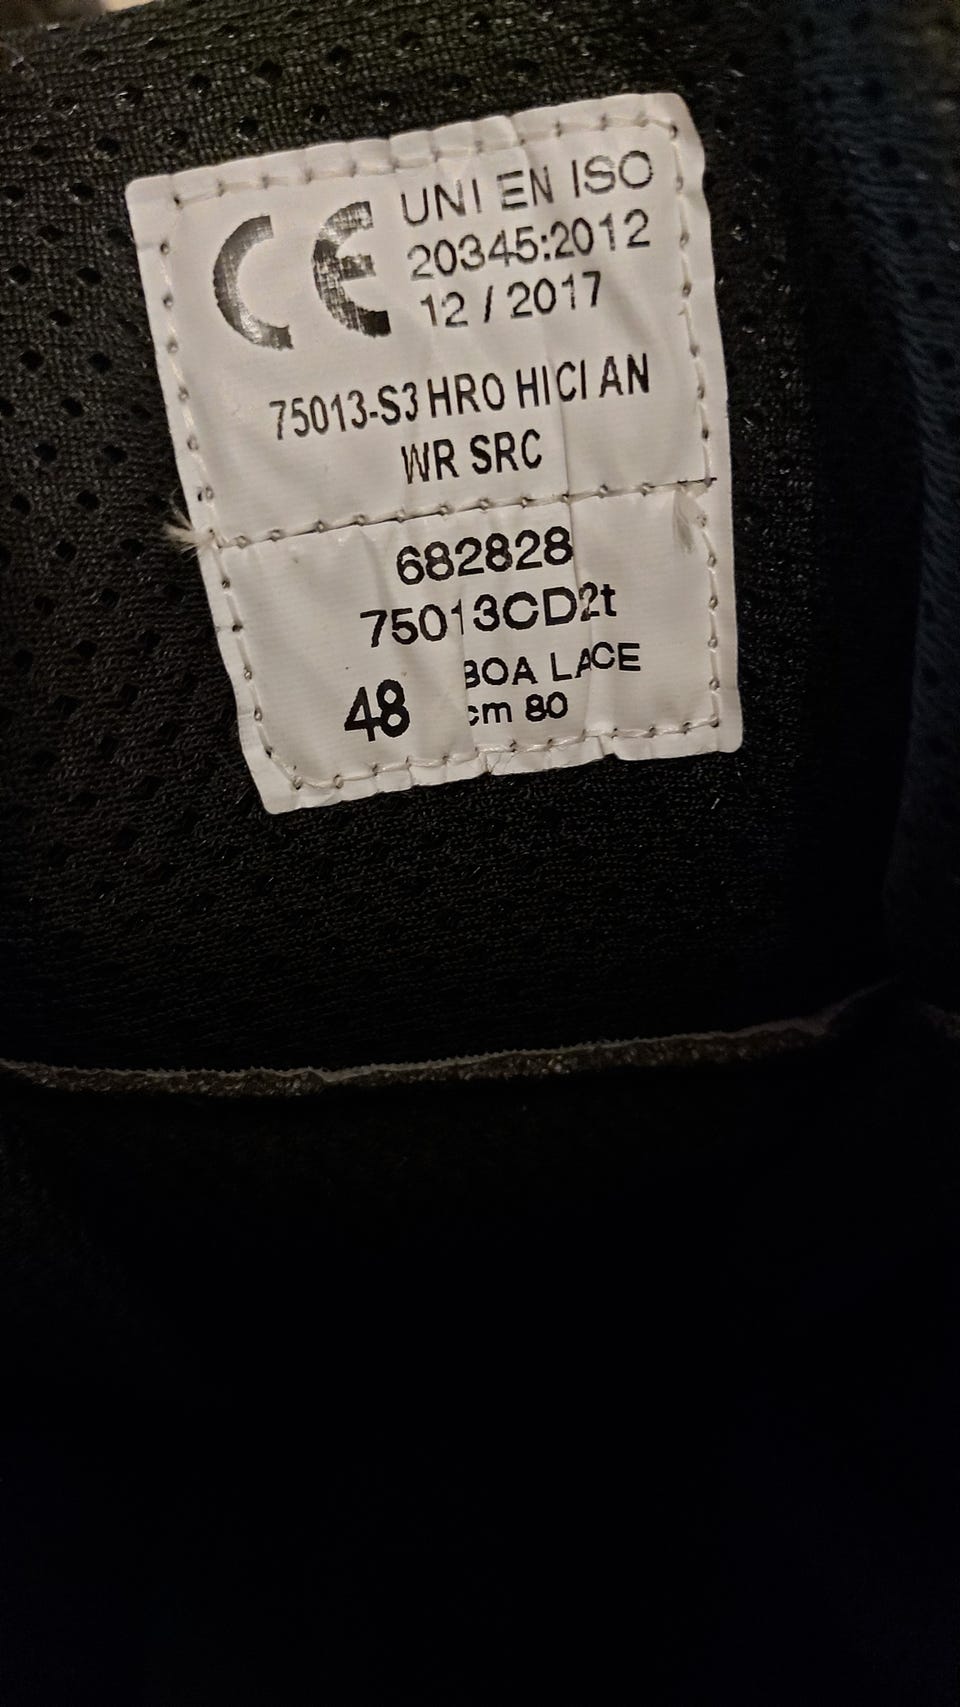 CE UNI EN ISO
20345:2012
12 / 2017
75013-S3 HRO HI CI AN
WR SRC
682828
75013CD2t
48 BOA LACE
cm 80